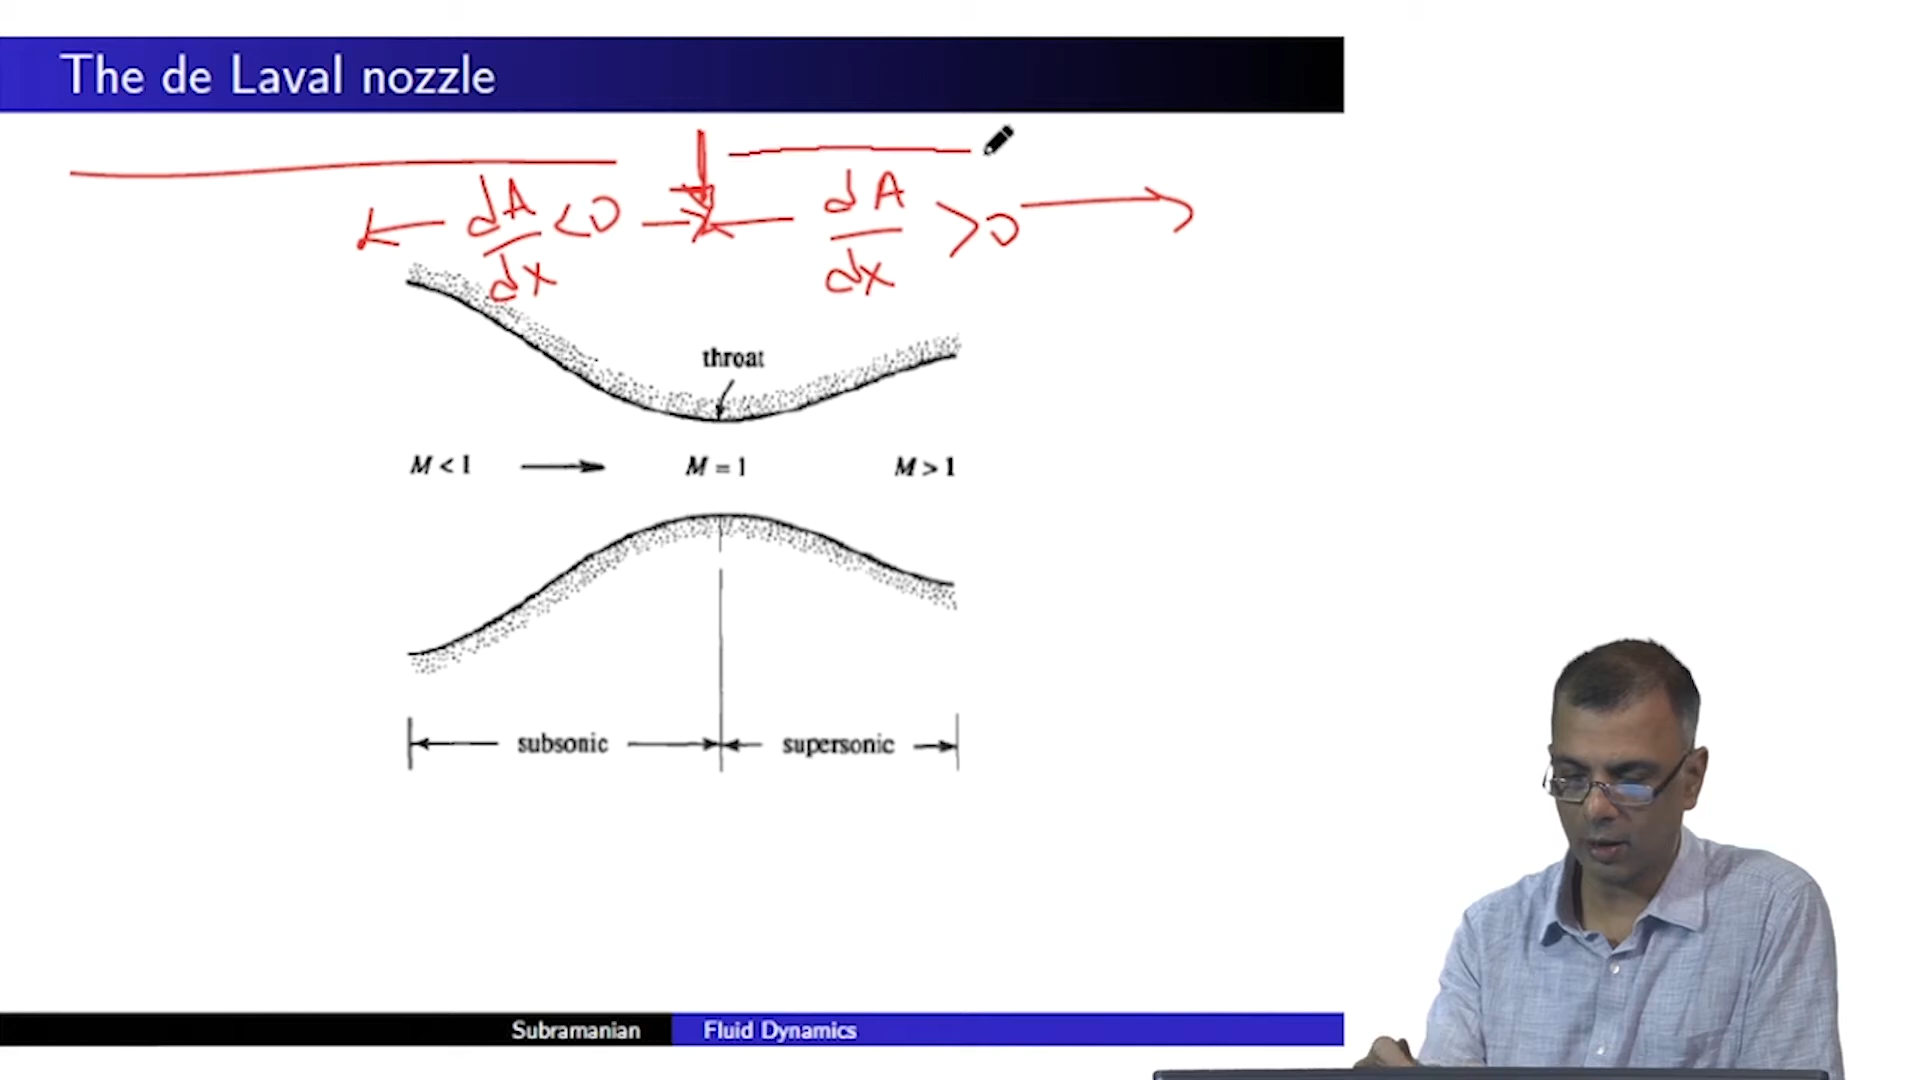 The de Laval nozzle
dA/dx <0 dA/dx >0
throat
M < 1 M = 1 M > 1
subsonic supersonic
Subramanian Fluid Dynamics